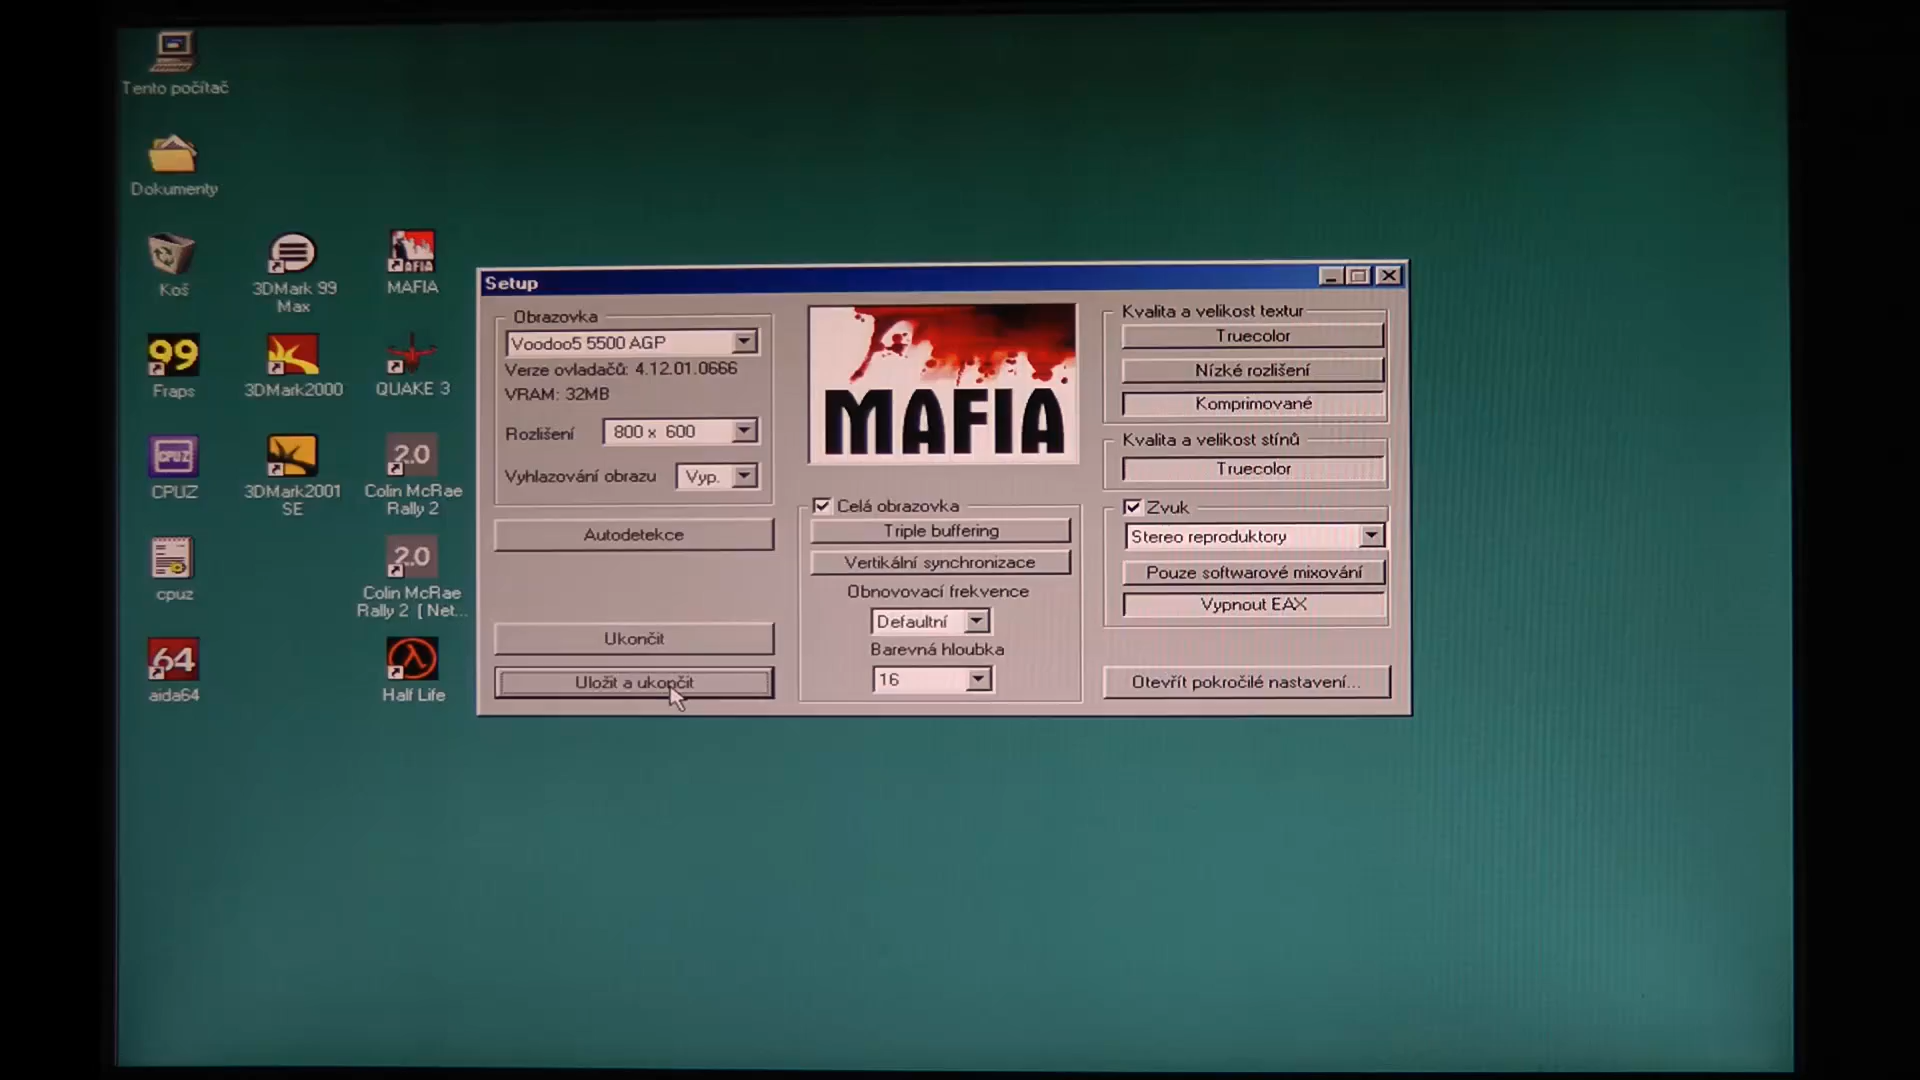 Tento počítač
Dokumenty
Koš
3DMark 99
Max
MAFIA
MAFIA
99
Fraps
3DMark2000
QUAKE 3
CPUZ
CPUZ
3DMark2001
SE
2.0
Colin McRae
Rally 2
cpuz
2.0
Colin McRae
Rally 2 [ Net...
64
aida64
Half Life
Setup
Obrazovka
Voodoo5 5500 AGP
Verze ovladačů: 4.12.01.0666
VRAM: 32MB
Rozlišení
800 x 600
Vyhlazování obrazu
Vyp.
Autodetekce
Ukončit
Uložit a ukončit
MAFIA
Celá obrazovka
Triple buffering
Vertikální synchronizace
Obnovovací frekvence
Defaultní
Barevná hloubka
16
Kvalita a velikost textur
Truecolor
Nízké rozlišení
Komprimované
Kvalita a velikost stínů
Truecolor
Zvuk
Stereo reproduktory
Pouze softwarové mixování
Vypnout EAX
Otevřít pokročilé nastavení...